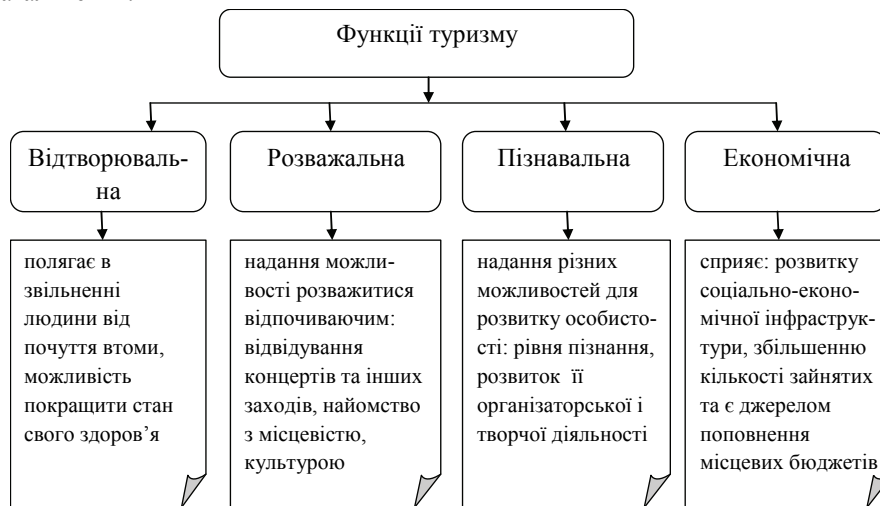 Функції туризму
Відтворюваль-
на
Розважальна
Пізнавальна
Економічна
полягає в
звільненні
людини від
почуття втоми,
можливість
покращити стан
свого здоров’я
надання можли-
вості розважитися
відпочиваючим:
відвідування
концертів та інших
заходів, найомство
з місцевістю,
культурою
надання різних
можливостей для
розвитку особисто-
сті: рівня пізнання,
розвиток її
організаторської і
творчої діяльності
сприяє: розвитку
соціально-еконо-
мічної інфраструк-
тури, збільшенню
кількості зайнятих
та є джерелом
поповнення
місцевих бюджетів